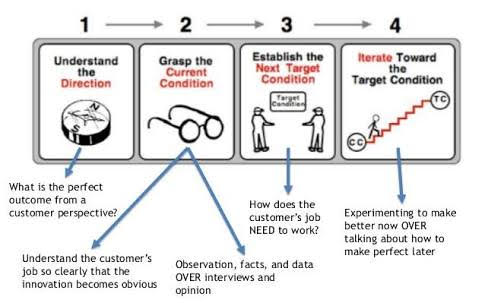 1
2
3
4
Understand
the
Direction
N
S
Grasp the
Current
Condition
Establish the
Next Target
Condition
Target
Condition
Iterate Toward
the
Target Condition
TC
CC
What is the perfect
outcome from a
customer perspective?
Understand the customer's
job so clearly that the
innovation becomes obvious
Observation, facts, and data
OVER interviews and
opinion
How does the
customer's job
NEED to work?
Experimenting to make
better now OVER
talking about how to
make perfect later